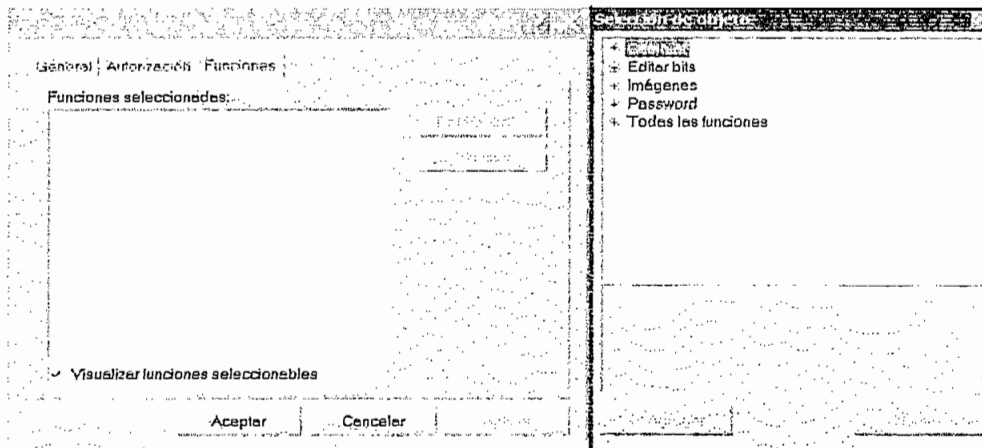 General Autorización Funciones
Funciones seleccionadas:
Visualizar funciones seleccionables
Aceptar Cancelar
Selección de objeto
Editar bits
Imágenes
Password
Todas las funciones